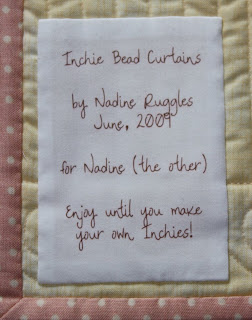 Inchie Bead Curtains
by Nadine Ruggles
June, 2009
for Nadine (the other)
Enjoy until you make
your own Inchies!